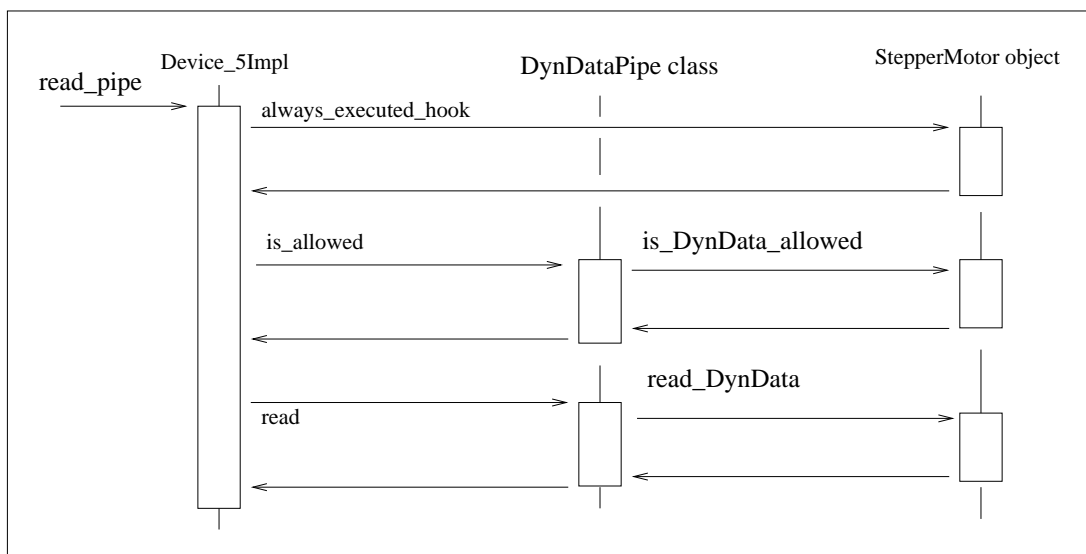 Device_5Impl
DynDataPipe class
StepperMotor object
read_pipe
always_executed_hook
is_allowed
is_DynData_allowed
read_DynData
read